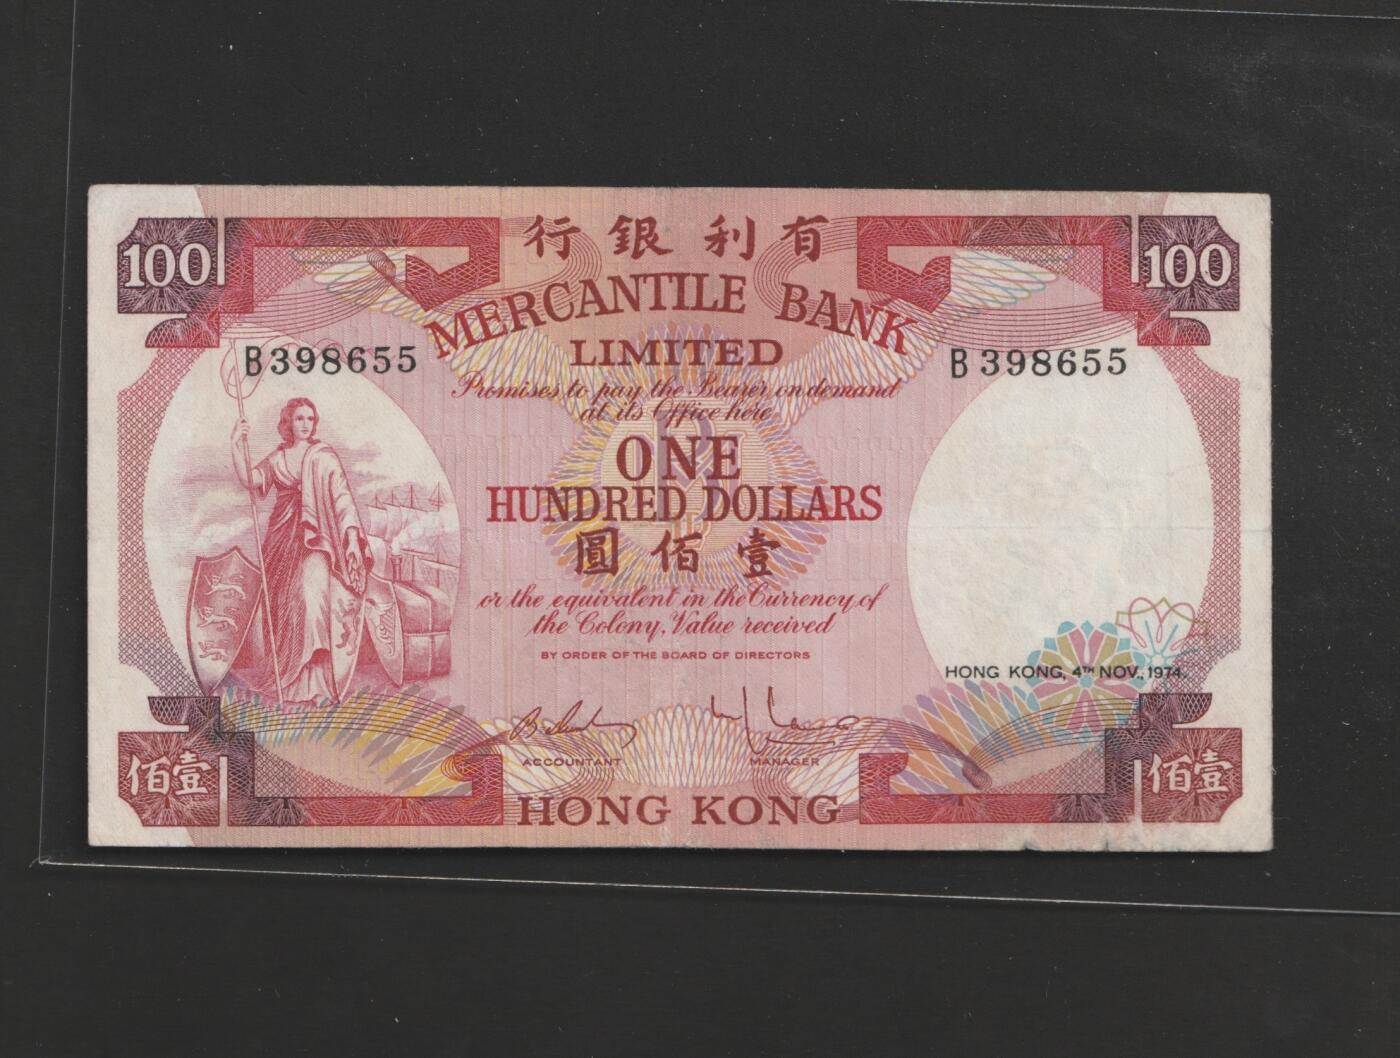 行銀利有
100
100
MERCANTILE BANK
LIMITED
B398655
B398655
Promises to pay the Bearer on demand
at its Office here
ONE
HUNDRED DOLLARS
圓佰壹
or the equivalent in the Currency of
the Colony, Value received
BY ORDER OF THE BOARD OF DIRECTORS
HONG KONG, 4TH NOV., 1974.
ACCOUNTANT
MANAGER
佰壹
佰壹
HONG KONG